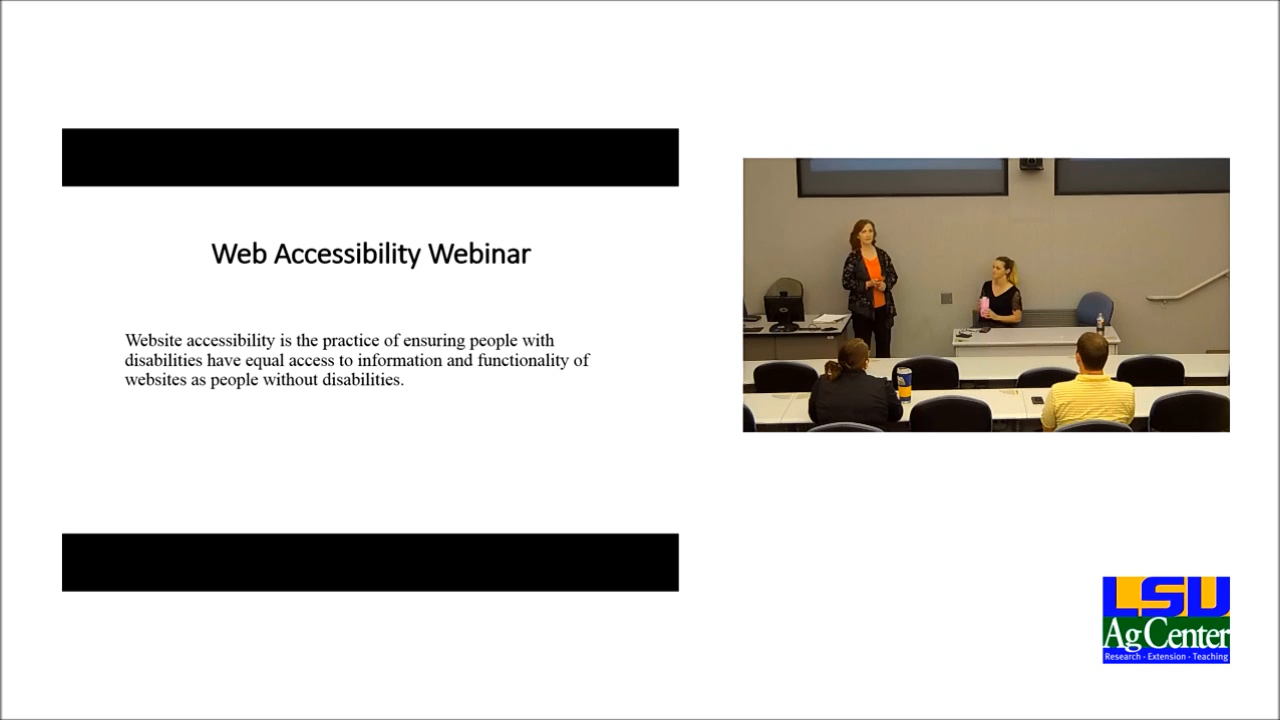 Web Accessibility Webinar
Website accessibility is the practice of ensuring people with
disabilities have equal access to information and functionality of
websites as people without disabilities.
LSU
AgCenter
Research - Extension - Teaching